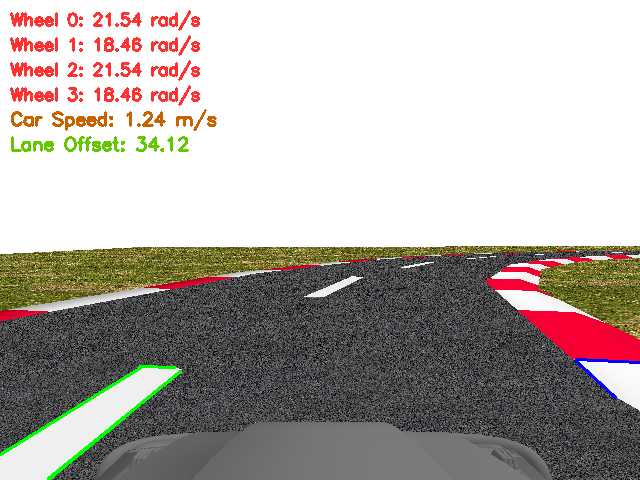 Wheel 0: 21.54 rad/s
Wheel 1: 18.46 rad/s
Wheel 2: 21.54 rad/s
Wheel 3: 18.46 rad/s
Car Speed: 1.24 m/s
Lane Offset: 34.12